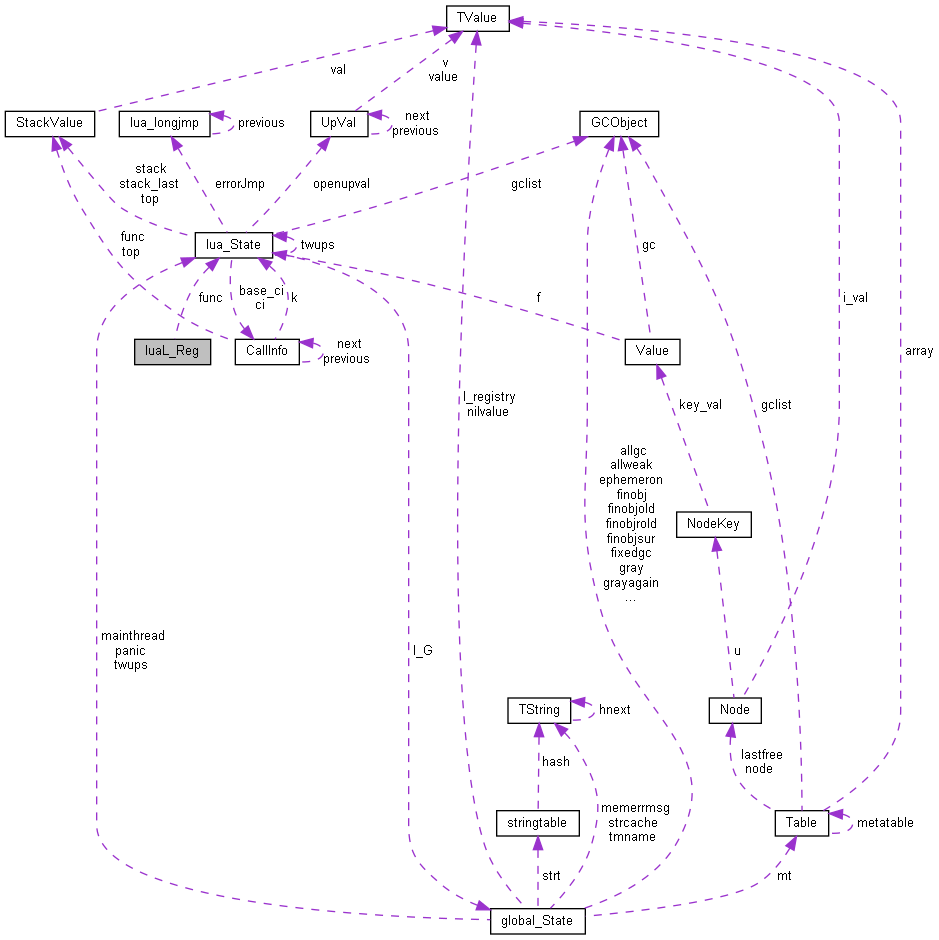 TValue
val
v
value
StackValue
lua_longjmp
previous
UpVal
next
previous
GCObject
stack
stack_last
top
errorJmp
openupval
gclist
func
top
lua_State
twups
gc
func
base_ci
ci
k
f
i_val
luaL_Reg
CallInfo
next
previous
Value
array
l_registry
nilvalue
key_val
gclist
allgc
allweak
ephemeron
finobj
finobjold
finobjrold
finobjsur
fixedgc
gray
grayagain
...
NodeKey
mainthread
panic
twups
l_G
u
TString
hnext
Node
hash
lastfree
node
memerrmsg
strcache
tmname
stringtable
Table
metatable
strt
mt
global_State